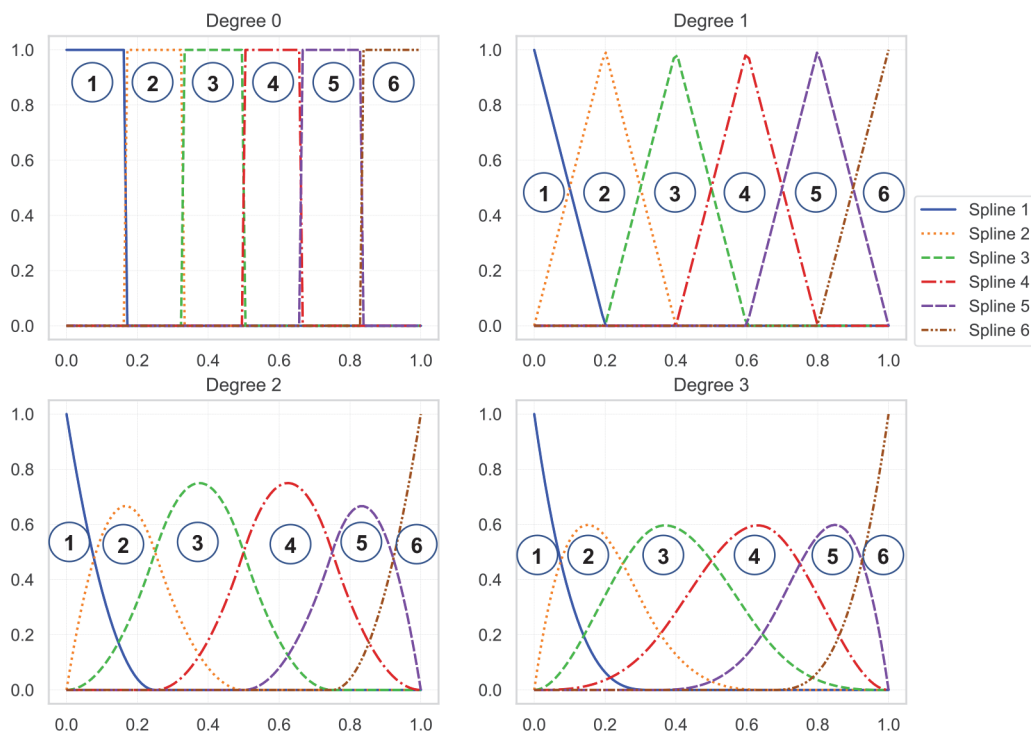 Degree 0
1.0
0.8
0.6
0.4
0.2
0.0
1 2 3 4 5 6
0.0 0.2 0.4 0.6 0.8 1.0
Degree 1
1.0
0.8
0.6
0.4
0.2
0.0
1 2 3 4 5 6
0.0 0.2 0.4 0.6 0.8 1.0
Spline 1
Spline 2
Spline 3
Spline 4
Spline 5
Spline 6
Degree 2
1.0
0.8
0.6
0.4
0.2
0.0
1 2 3 4 5 6
0.0 0.2 0.4 0.6 0.8 1.0
Degree 3
1.0
0.8
0.6
0.4
0.2
0.0
1 2 3 4 5 6
0.0 0.2 0.4 0.6 0.8 1.0